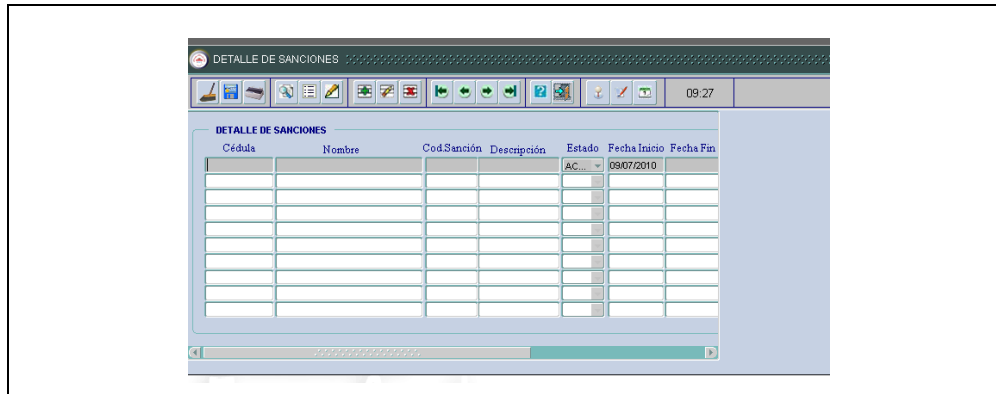 DETALLE DE SANCIONES
09:27
DETALLE DE SANCIONES
Cédula Nombre Cod.Sanción Descripción Estado Fecha Inicio Fecha Fin
AC... 09/07/2010